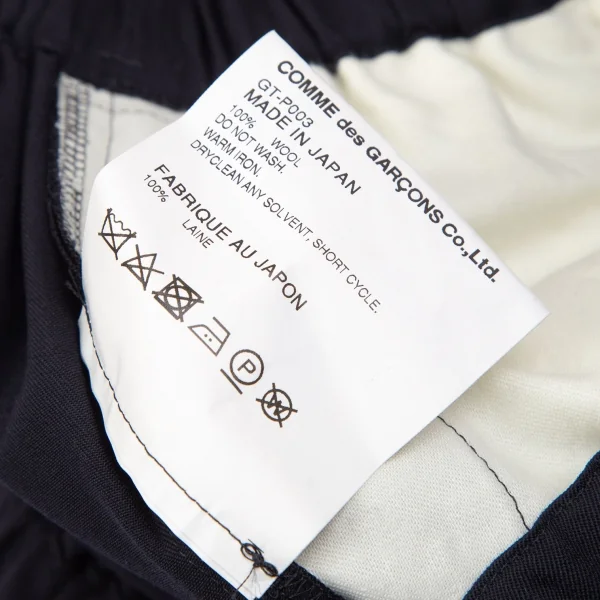 COMME des GARÇONS Co.,Ltd.
GT-P003
MADE IN JAPAN
100% WOOL
DO NOT WASH.
WARM IRON.
DRYCLEAN ANY SOLVENT, SHORT CYCLE.
FABRIQUE AU JAPON
100% LAINE
P
W